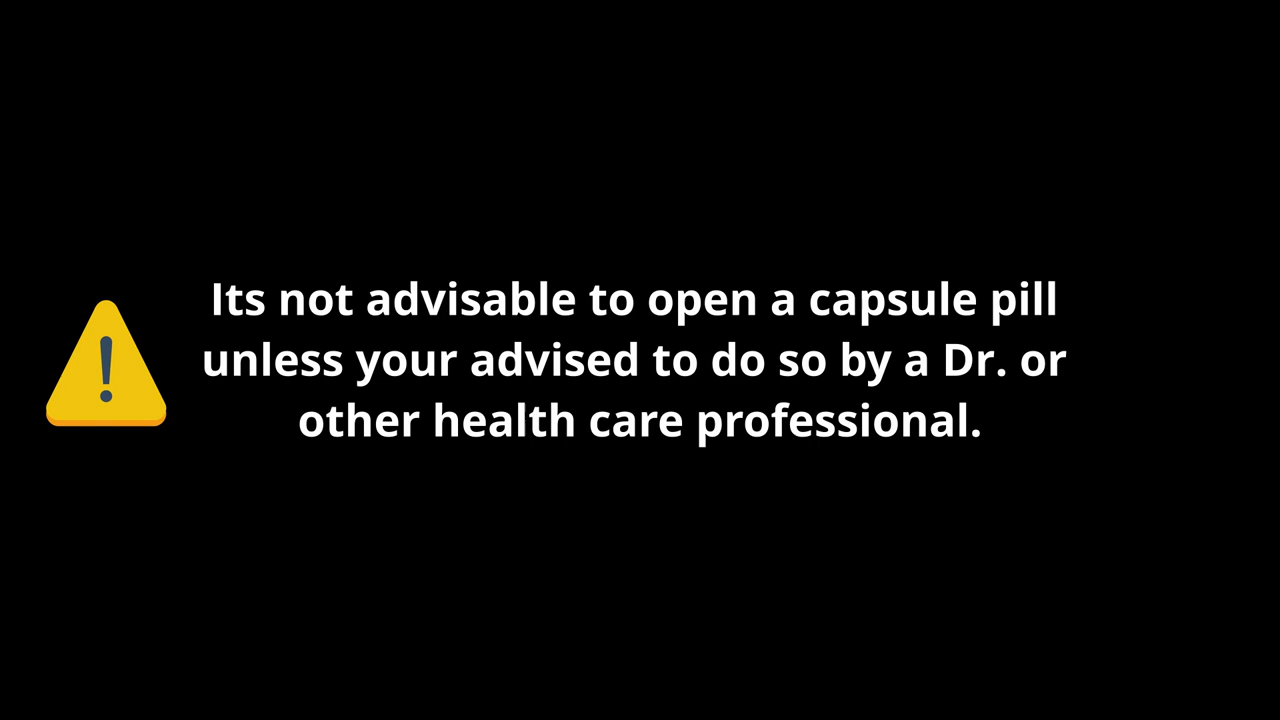 Its not advisable to open a capsule pill
unless your advised to do so by a Dr. or
other health care professional.